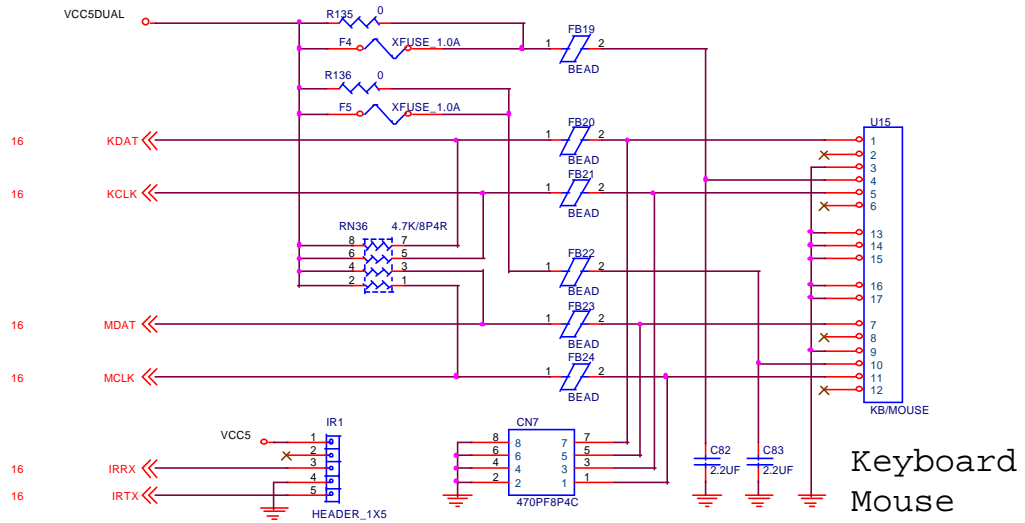 VCC5DUAL
R135 0
F4 XFUSE_1.0A
1 FB19 2
BEAD
R136 0
F5 XFUSE_1.0A
16 KDAT
1 FB20 2
BEAD
16 KCLK
1 FB21 2
BEAD
RN36 4.7K/8P4R
8 7
6 5
4 3
2 1
1 FB22 2
BEAD
16 MDAT
1 FB23 2
BEAD
16 MCLK
1 FB24 2
BEAD
U15
1
2
3
4
5
6
13
14
15
16
17
7
8
9
10
11
12
KB/MOUSE
VCC5
IR1
1
2
3
4
5
16 IRRX
16 IRTX
HEADER_1X5
CN7
8 8 7 7
6 6 5 5
4 4 3 3
2 2 1 1
470PF8P4C
C82
2.2UF
C83
2.2UF
Keyboard
Mouse